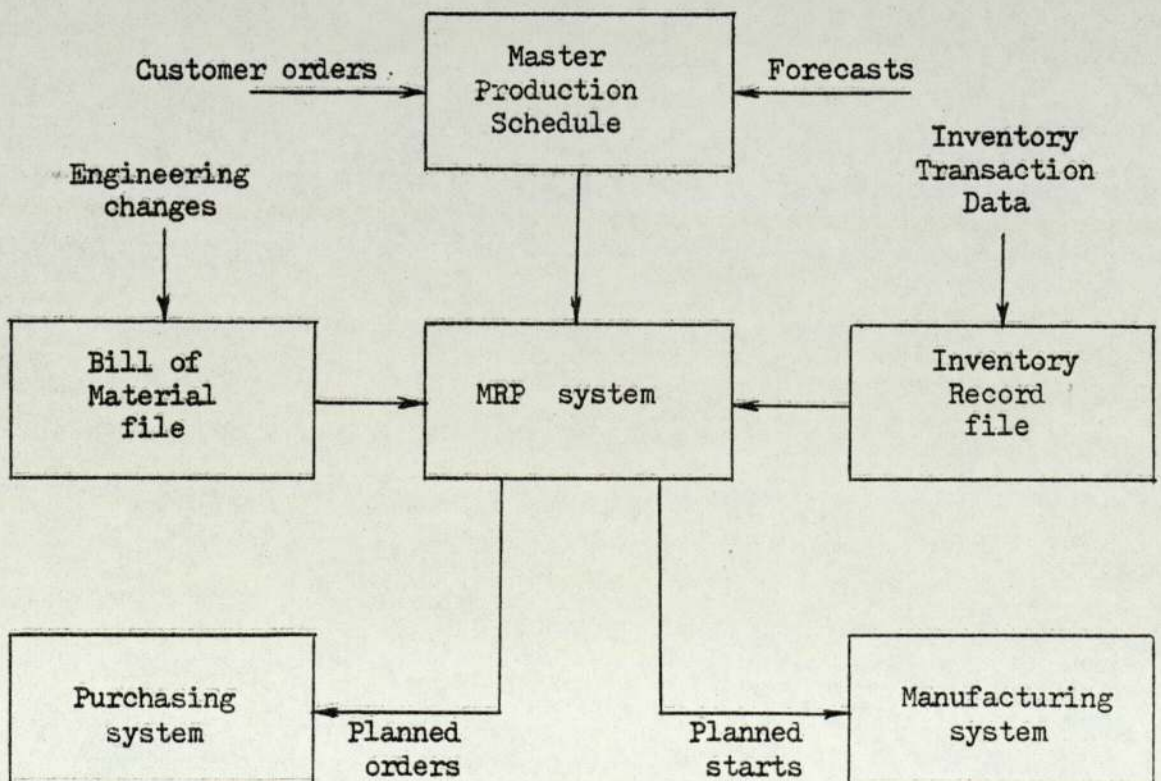 Master
Production
Schedule
Customer orders
Forecasts
Engineering
changes
Inventory
Transaction
Data
Bill of
Material
file
MRP system
Inventory
Record
file
Purchasing
system
Planned
orders
Planned
starts
Manufacturing
system